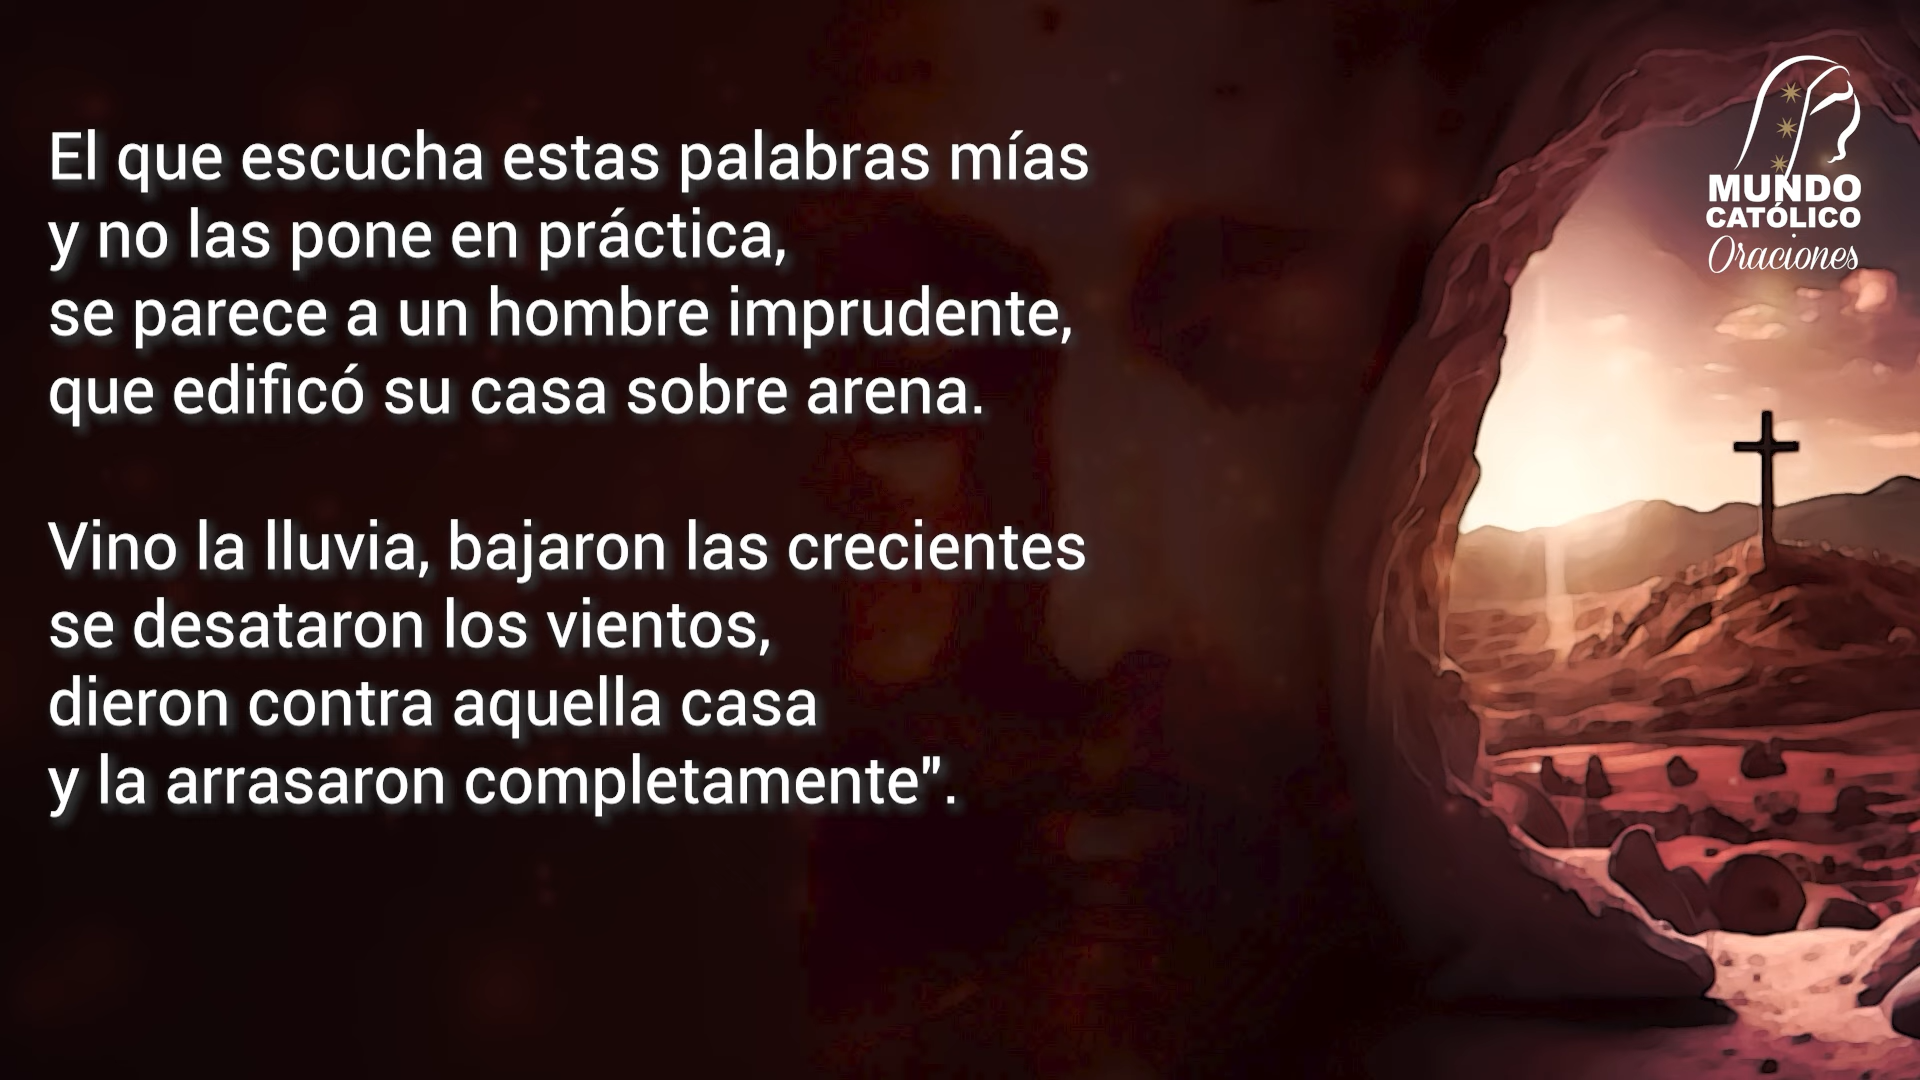 El que escucha estas palabras mías
y no las pone en práctica,
se parece a un hombre imprudente,
que edificó su casa sobre arena.
Vino la lluvia, bajaron las crecientes
se desataron los vientos,
dieron contra aquella casa
y la arrasaron completamente".
MUNDO
CATÓLICO
Oraciones